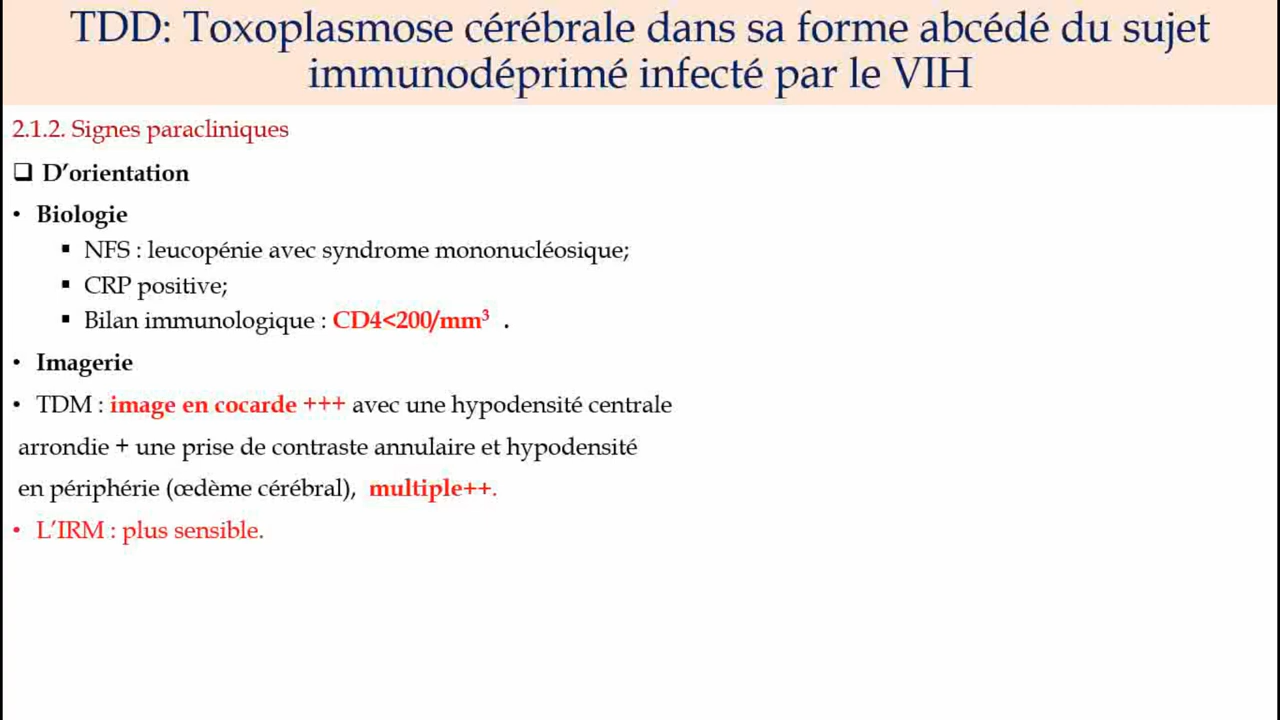 TDD: Toxoplasmose cérébrale dans sa forme abcédé du sujet
immunodéprimé infecté par le VIH
2.1.2. Signes paracliniques
❑ D’orientation
• Biologie
▪ NFS : leucopénie avec syndrome mononucléosique;
▪ CRP positive;
▪ Bilan immunologique : CD4<200/mm³ .
• Imagerie
• TDM : image en cocarde +++ avec une hypodensité centrale
arrondie + une prise de contraste annulaire et hypodensité
en périphérie (œdème cérébral), multiple++.
• L’IRM : plus sensible.